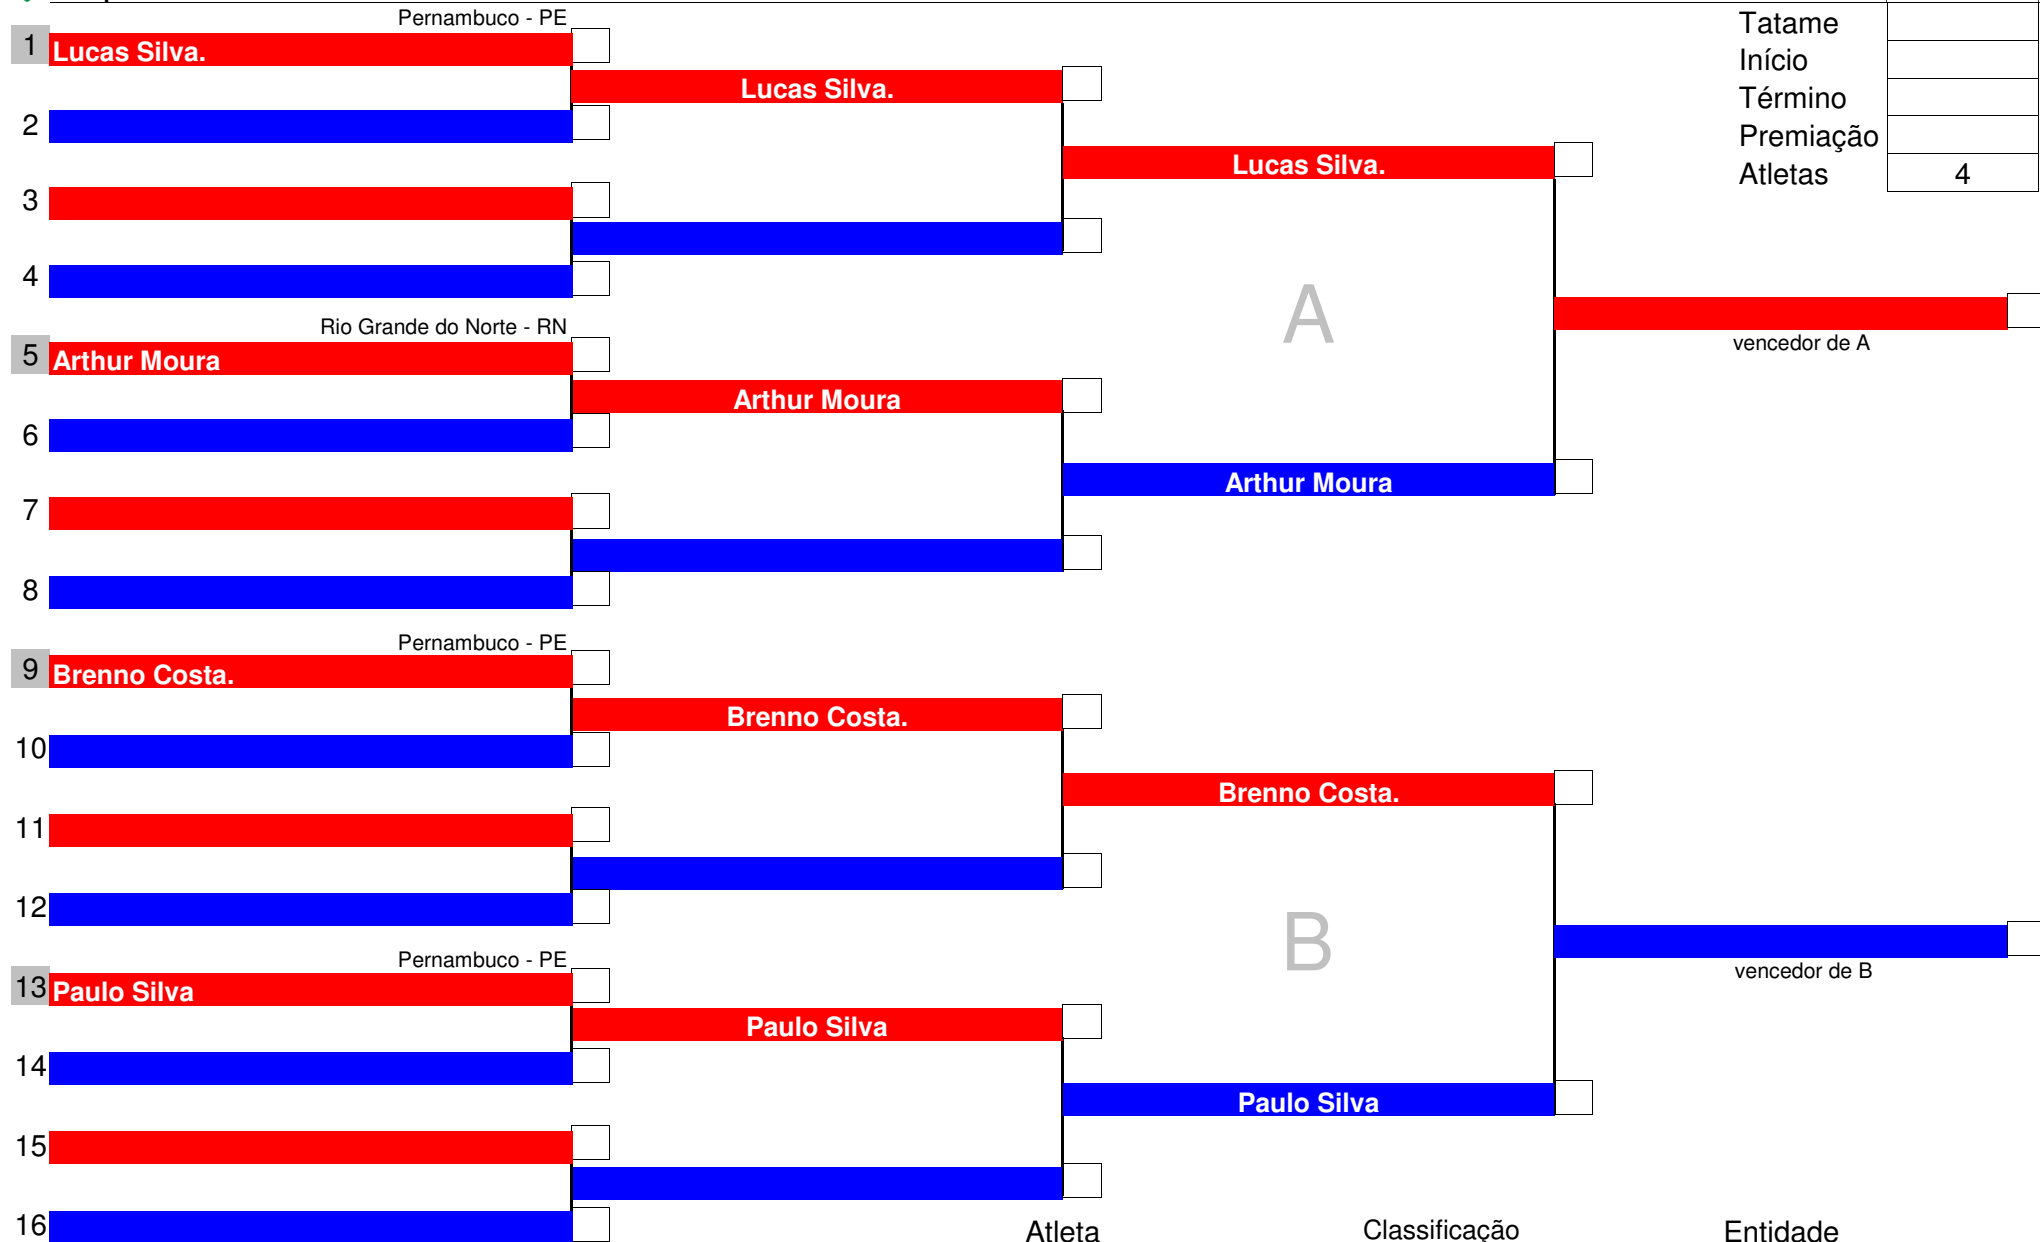 Pernambuco - PE
Tatame
1 Lucas Silva.
Lucas Silva.
Início
Término
2
Premiação
Lucas Silva.
Atletas 4
3
4
A
Rio Grande do Norte - RN
vencedor de A
5 Arthur Moura
Arthur Moura
6
Arthur Moura
7
8
Pernambuco - PE
9 Brenno Costa.
Brenno Costa.
10
Brenno Costa.
11
12
B
Pernambuco - PE
vencedor de B
13 Paulo Silva
Paulo Silva
14
Paulo Silva
15
16
Atleta Classificação Entidade